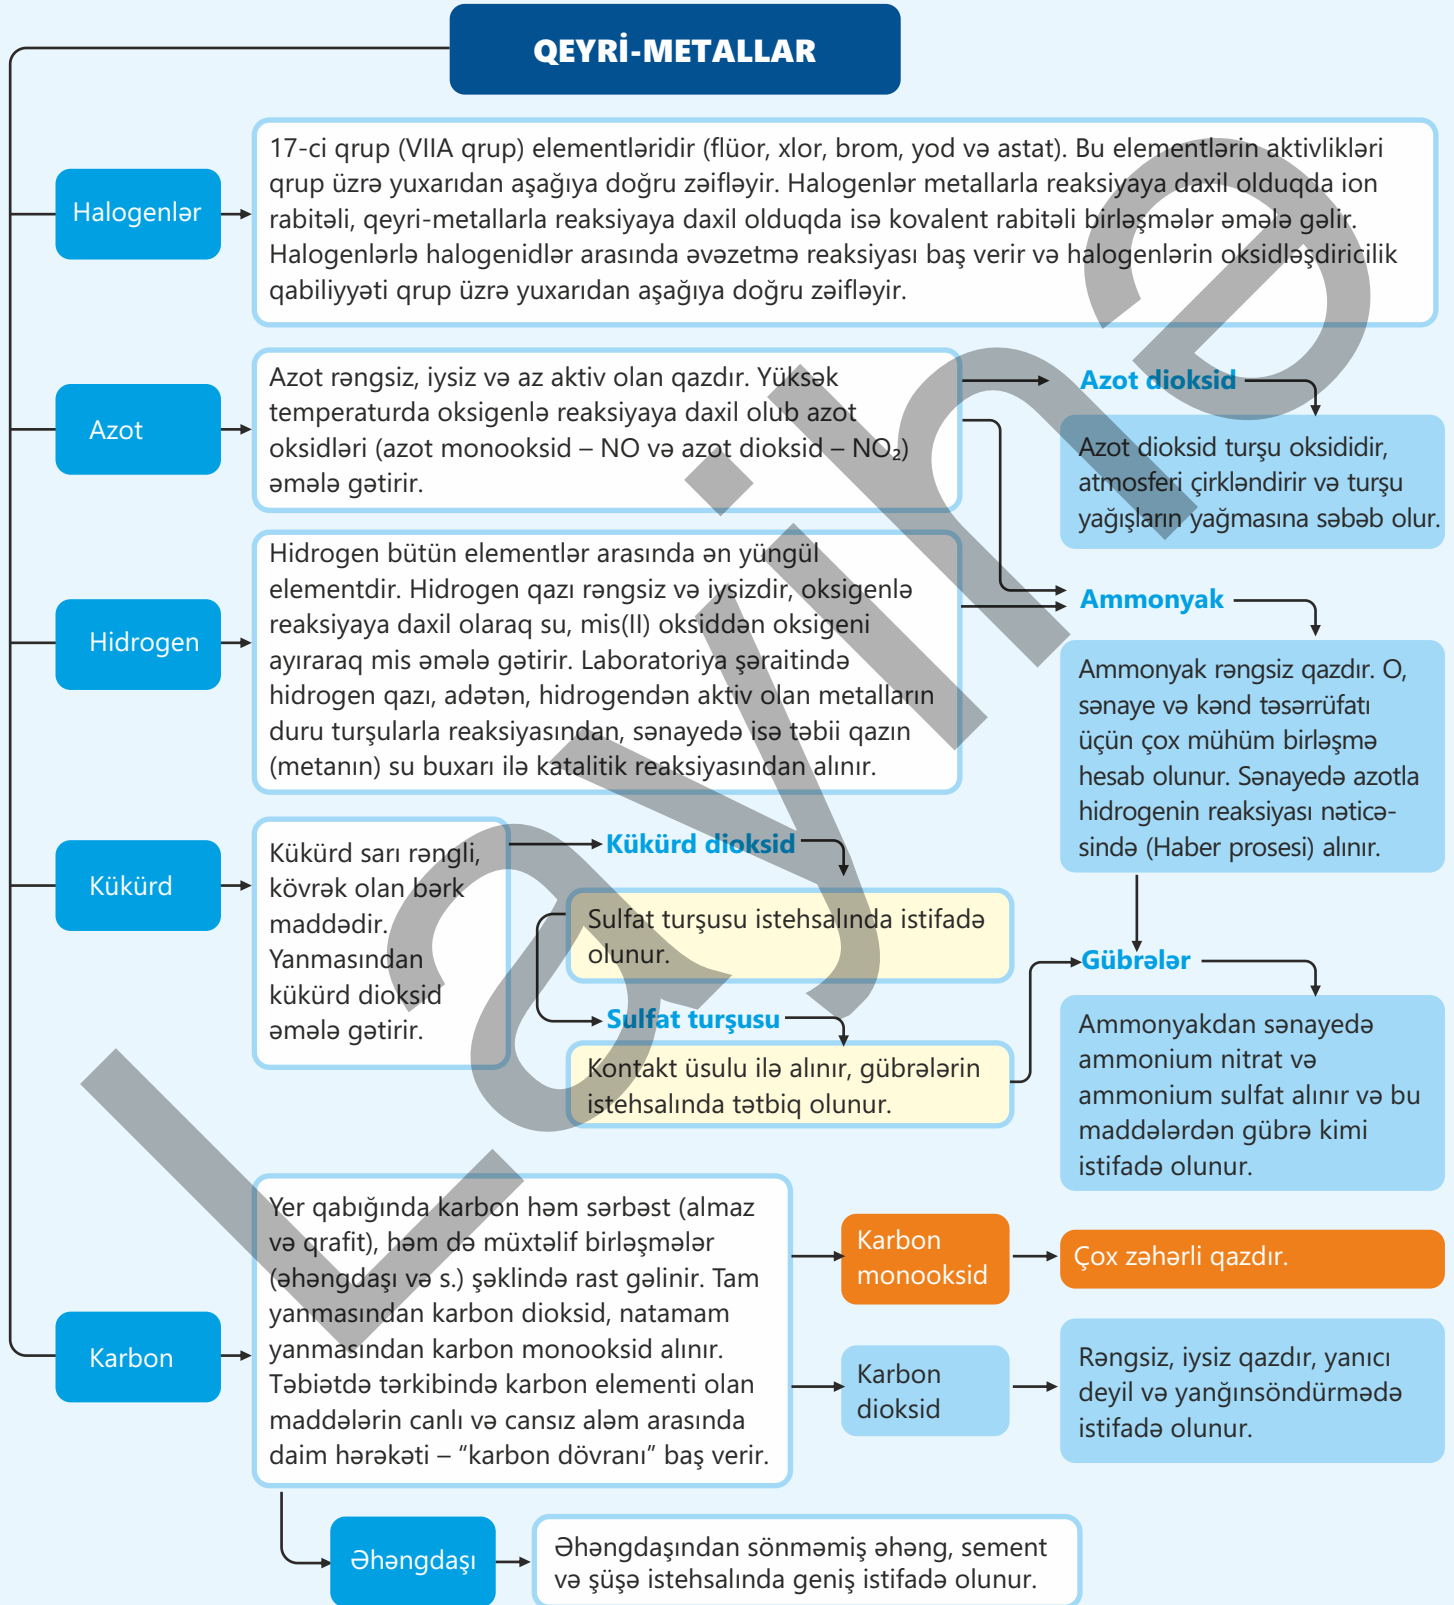 QEYRİ-METALLAR
Halogenlər
17-ci qrup (VIIA qrup) elementləridir (flüor, xlor, brom, yod və astat). Bu elementlərin aktivlikləri
qrup üzrə yuxarıdan aşağıya doğru zəifləyir. Halogenlər metallarla reaksiyaya daxil olduqda ion
rabitəli, qeyri-metallarla reaksiyaya daxil olduqda isə kovalent rabitəli birləşmələr əmələ gəlir.
Halogenlərlə halogenidlər arasında əvəzetmə reaksiyası baş verir və halogenlərin oksidləşdiricilik
qabiliyyəti qrup üzrə yuxarıdan aşağıya doğru zəifləyir.
Azot
Azot rəngsiz, iysiz və az aktiv olan qazdır. Yüksək
temperaturda oksigenlə reaksiyaya daxil olub azot
oksidləri (azot monooksid – NO və azot dioksid – NO₂)
əmələ gətirir.
Azot dioksid
Azot dioksid turşu oksididir,
atmosferi çirkləndirir və turşu
yağışların yağmasına səbəb olur.
Hidrogen
Hidrogen bütün elementlər arasında ən yüngül
elementdir. Hidrogen qazı rəngsiz və iysizdir, oksigenlə
reaksiyaya daxil olaraq su, mis(II) oksiddən oksigeni
ayıraraq mis əmələ gətirir. Laboratoriya şəraitində
hidrogen qazı, adətən, hidrogendən aktiv olan metalların
duru turşularla reaksiyasından, sənayedə isə təbii qazın
(metanın) su buxarı ilə katalitik reaksiyasından alınır.
Ammonyak
Ammonyak rəngsiz qazdır. O,
sənaye və kənd təsərrüfatı
üçün çox mühüm birləşmə
hesab olunur. Sənayedə azotla
hidrogenin reaksiyası nəticə-
sində (Haber prosesi) alınır.
Kükürd
Kükürd sarı rəngli,
kövrək olan bərk
maddədir.
Yanmasından
kükürd dioksid
əmələ gətirir.
Kükürd dioksid
Sulfat turşusu istehsalında istifadə
olunur.
Sulfat turşusu
Kontakt üsulu ilə alınır, gübrələrin
istehsalında tətbiq olunur.
Gübrələr
Ammonyakdan sənayedə
ammonium nitrat və
ammonium sulfat alınır və bu
maddələrdən gübrə kimi
istifadə olunur.
Karbon
Yer qabığında karbon həm sərbəst (almaz
və qrafit), həm də müxtəlif birləşmələr
(əhəngdaşı və s.) şəklində rast gəlinir. Tam
yanmasından karbon dioksid, natamam
yanmasından karbon monooksid alınır.
Təbiətdə tərkibində karbon elementi olan
maddələrin canlı və cansız aləm arasında
daim hərəkəti – “karbon dövranı” baş verir.
Karbon
monooksid
Çox zəhərli qazdır.
Karbon
dioksid
Rəngsiz, iysiz qazdır, yanıcı
deyil və yanğınsöndürmədə
istifadə olunur.
Əhəngdaşı
Əhəngdaşından sönməmiş əhəng, sement
və şüşə istehsalında geniş istifadə olunur.
Layihə